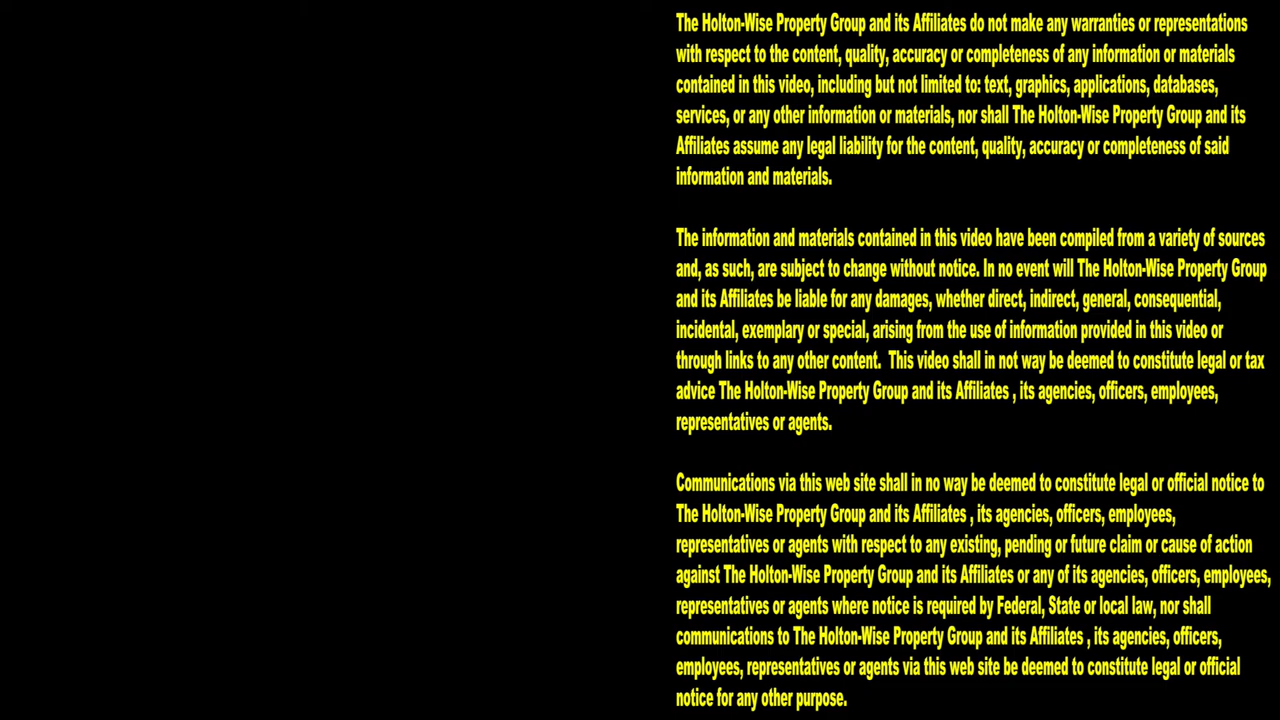 The Holton-Wise Property Group and its Affiliates do not make any warranties or representations
with respect to the content, quality, accuracy or completeness of any information or materials
contained in this video, including but not limited to: text, graphics, applications, databases,
services, or any other information or materials, nor shall The Holton-Wise Property Group and its
Affiliates assume any legal liability for the content, quality, accuracy or completeness of said
information and materials.
The information and materials contained in this video have been compiled from a variety of sources
and, as such, are subject to change without notice. In no event will The Holton-Wise Property Group
and its Affiliates be liable for any damages, whether direct, indirect, general, consequential,
incidental, exemplary or special, arising from the use of information provided in this video or
through links to any other content.  This video shall in not way be deemed to constitute legal or tax
advice The Holton-Wise Property Group and its Affiliates , its agencies, officers, employees,
representatives or agents.
Communications via this web site shall in no way be deemed to constitute legal or official notice to
The Holton-Wise Property Group and its Affiliates , its agencies, officers, employees,
representatives or agents with respect to any existing, pending or future claim or cause of action
against The Holton-Wise Property Group and its Affiliates or any of its agencies, officers, employees,
representatives or agents where notice is required by Federal, State or local law, nor shall
communications to The Holton-Wise Property Group and its Affiliates , its agencies, officers,
employees, representatives or agents via this web site be deemed to constitute legal or official
notice for any other purpose.